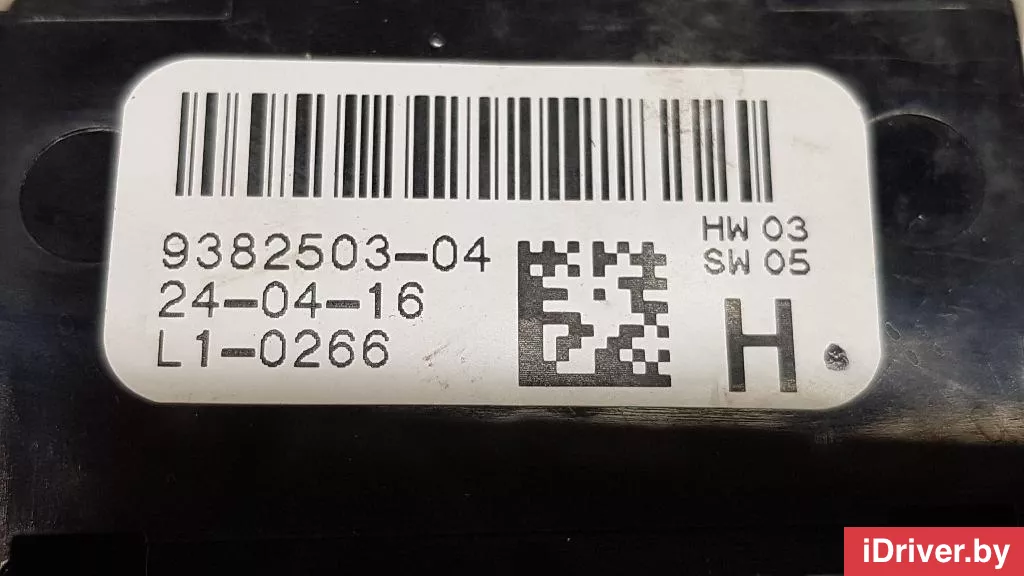 9382503-04
24-04-16
L1-0266
HW 03
SW 05
H
iDriver.by